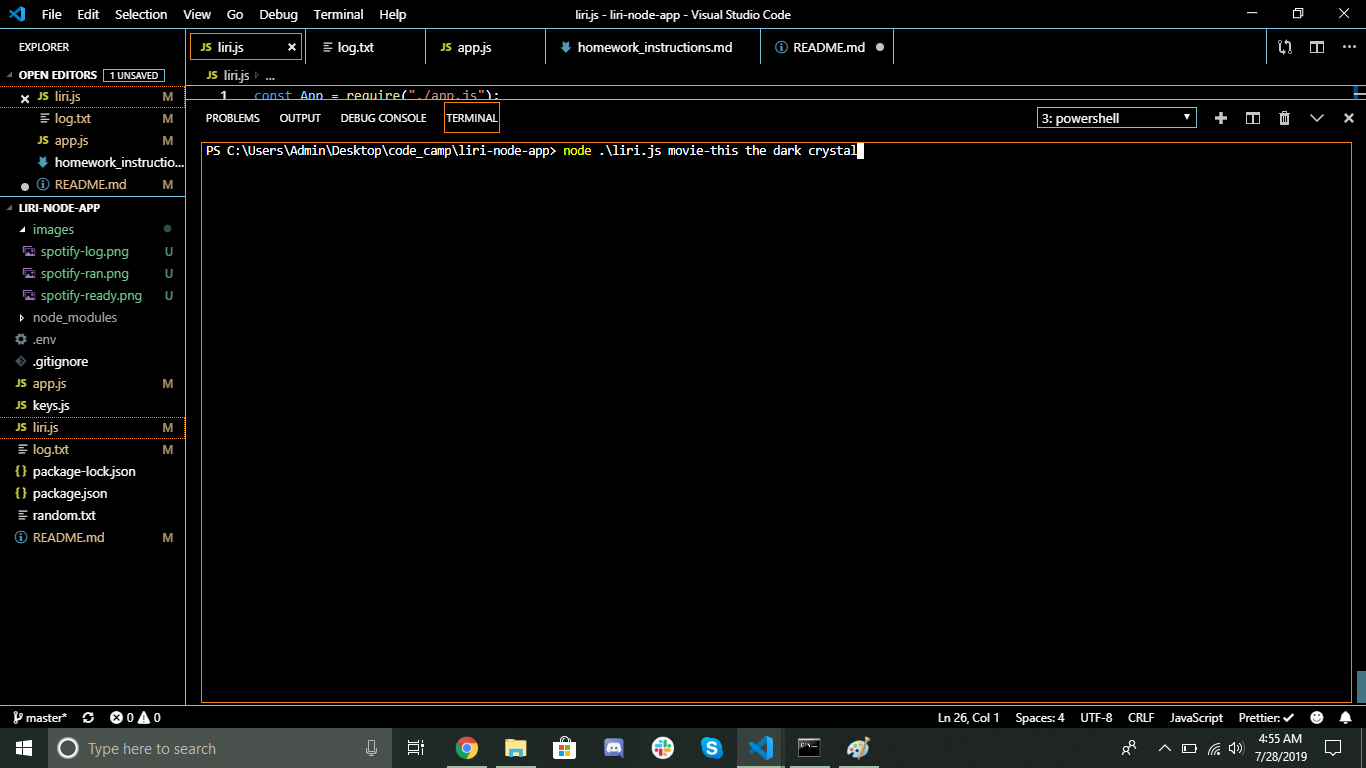 File Edit Selection View Go Debug Terminal Help liri.js - liri-node-app - Visual Studio Code
EXPLORER
liri.js log.txt app.js homework_instructions.md README.md
OPEN EDITORS 1 UNSAVED
liri.js M
log.txt M
app.js M
homework_instructio...
README.md M
LIRI-NODE-APP
images
spotify-log.png U
spotify-ran.png U
spotify-ready.png U
node_modules
.env
.gitignore
JS app.js M
JS keys.js
JS liri.js M
log.txt M
{} package-lock.json
{} package.json
random.txt
README.md M
JS liri.js › ...
1 const App = require("./app.js");
PROBLEMS OUTPUT DEBUG CONSOLE TERMINAL 3: powershell
PS C:\Users\Admin\Desktop\code_camp\liri-node-app> node .\liri.js movie-this the dark crystal
master* 0 0 Ln 26, Col 1 Spaces: 4 UTF-8 CRLF JavaScript Prettier: ✓
Type here to search
4:55 AM
7/28/2019